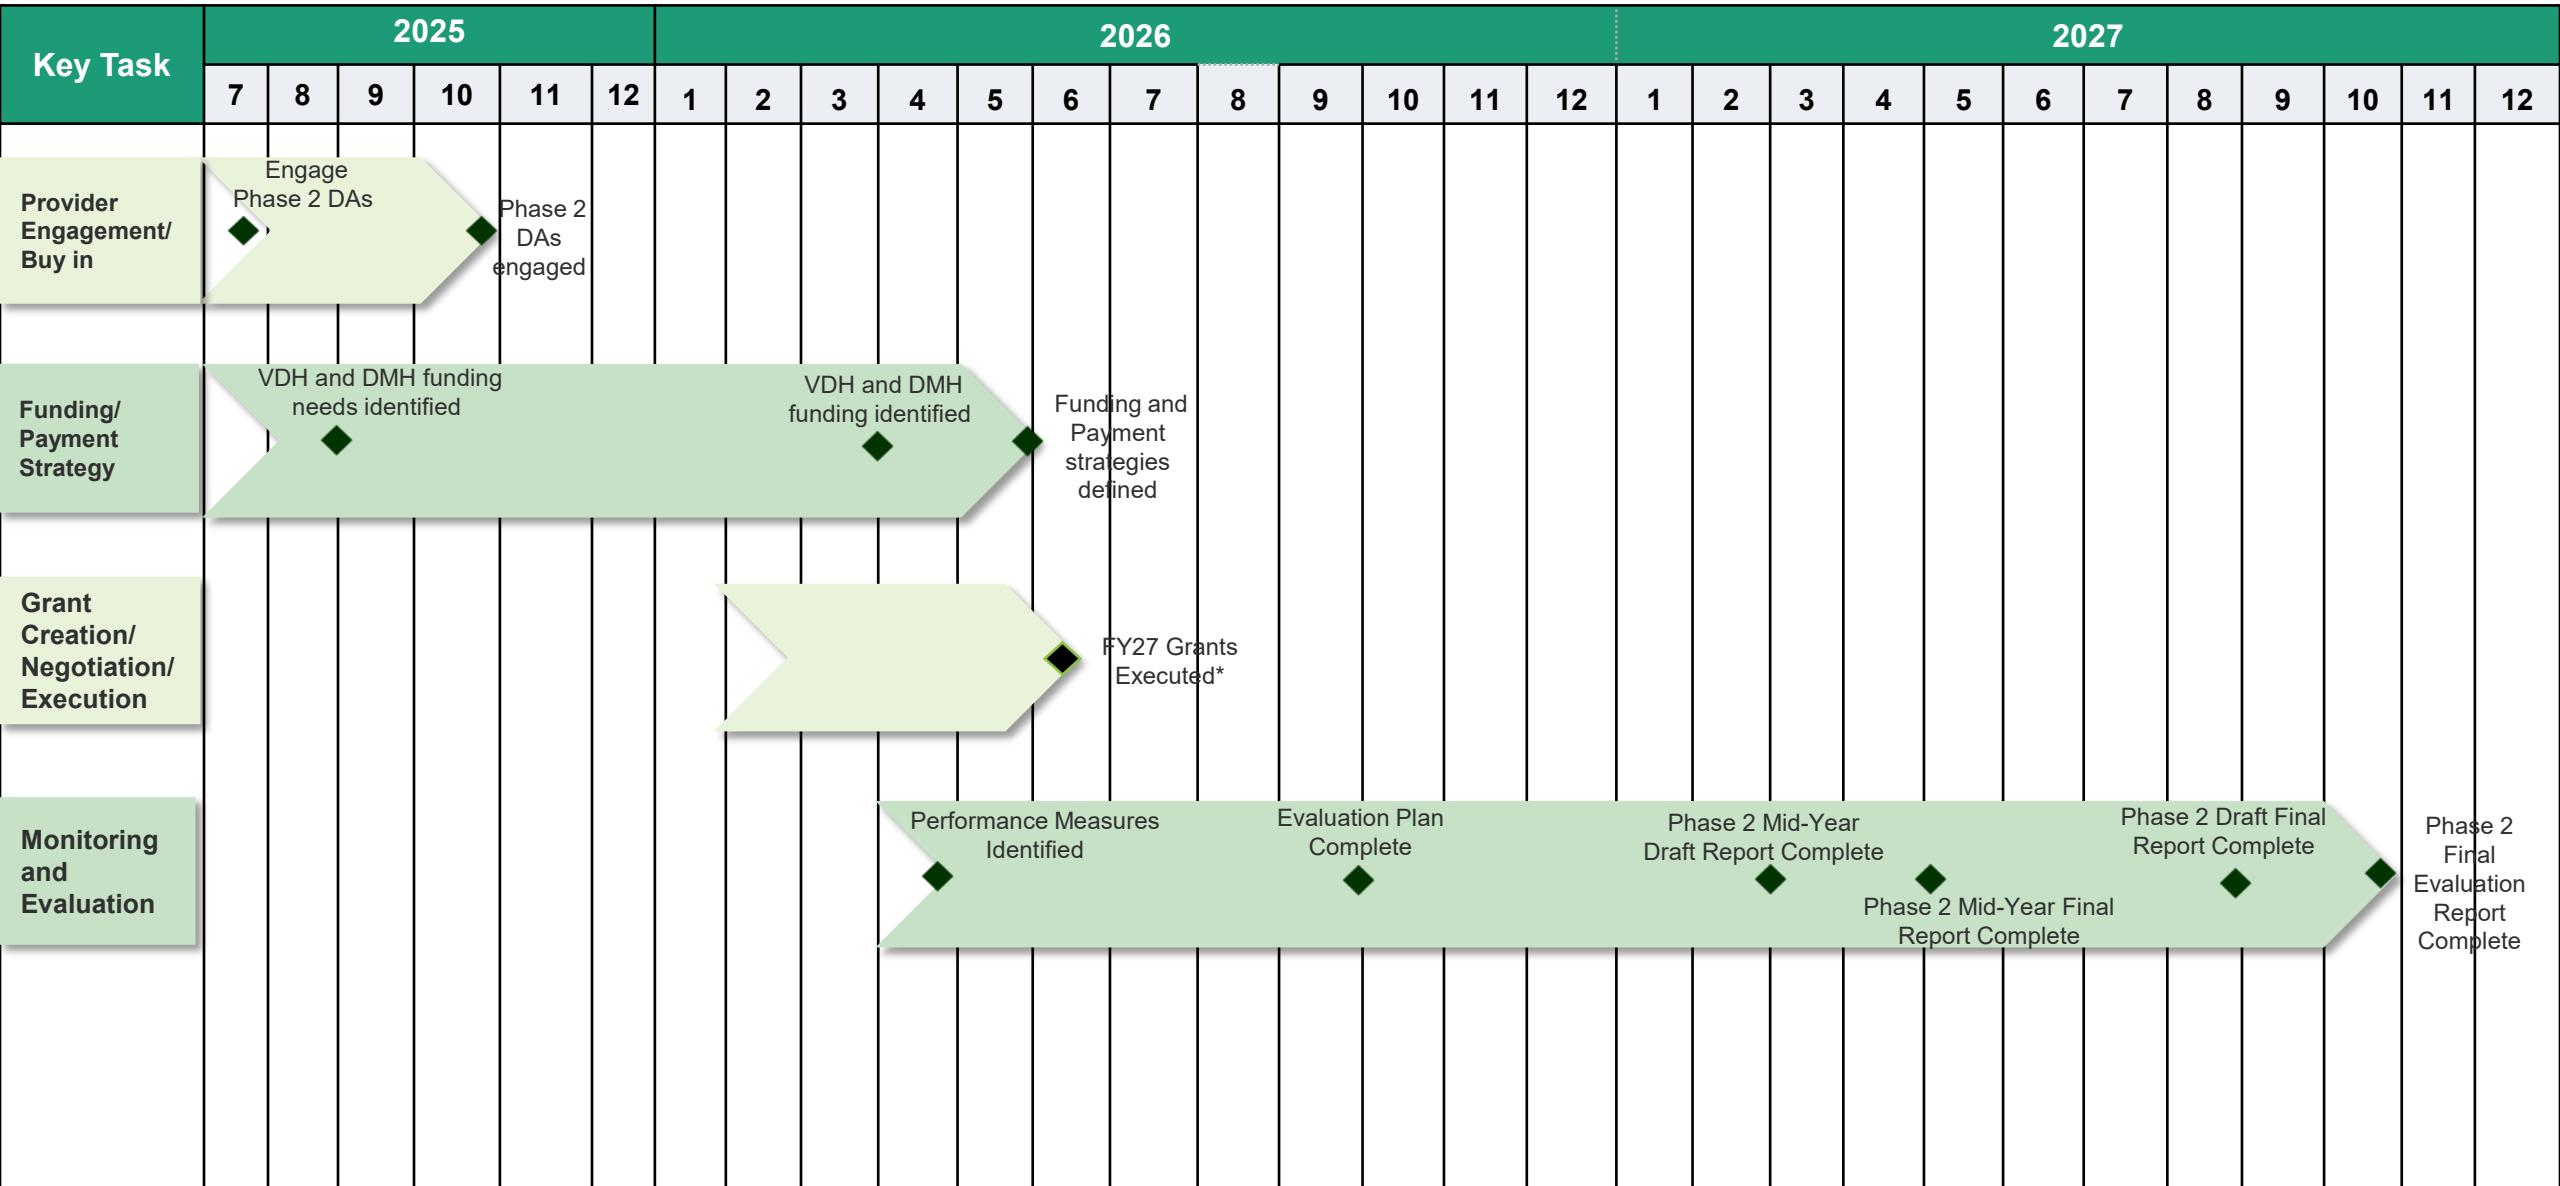 Key Task
2025
2026
2027
7 8 9 10 11 12 1 2 3 4 5 6 7 8 9 10 11 12 1 2 3 4 5 6 7 8 9 10 11 12
Provider
Engagement/
Buy in
Engage
Phase 2 DAs
Phase 2
DAs
engaged
Funding/
Payment
Strategy
VDH and DMH funding
needs identified
VDH and DMH
funding identified
Funding and
Payment
strategies
defined
Grant
Creation/
Negotiation/
Execution
FY27 Grants
Executed*
Monitoring
and
Evaluation
Performance Measures
Identified
Evaluation Plan
Complete
Phase 2 Mid-Year
Draft Report Complete
Phase 2 Mid-Year Final
Report Complete
Phase 2 Draft Final
Report Complete
Phase 2
Final
Evaluation
Report
Complete